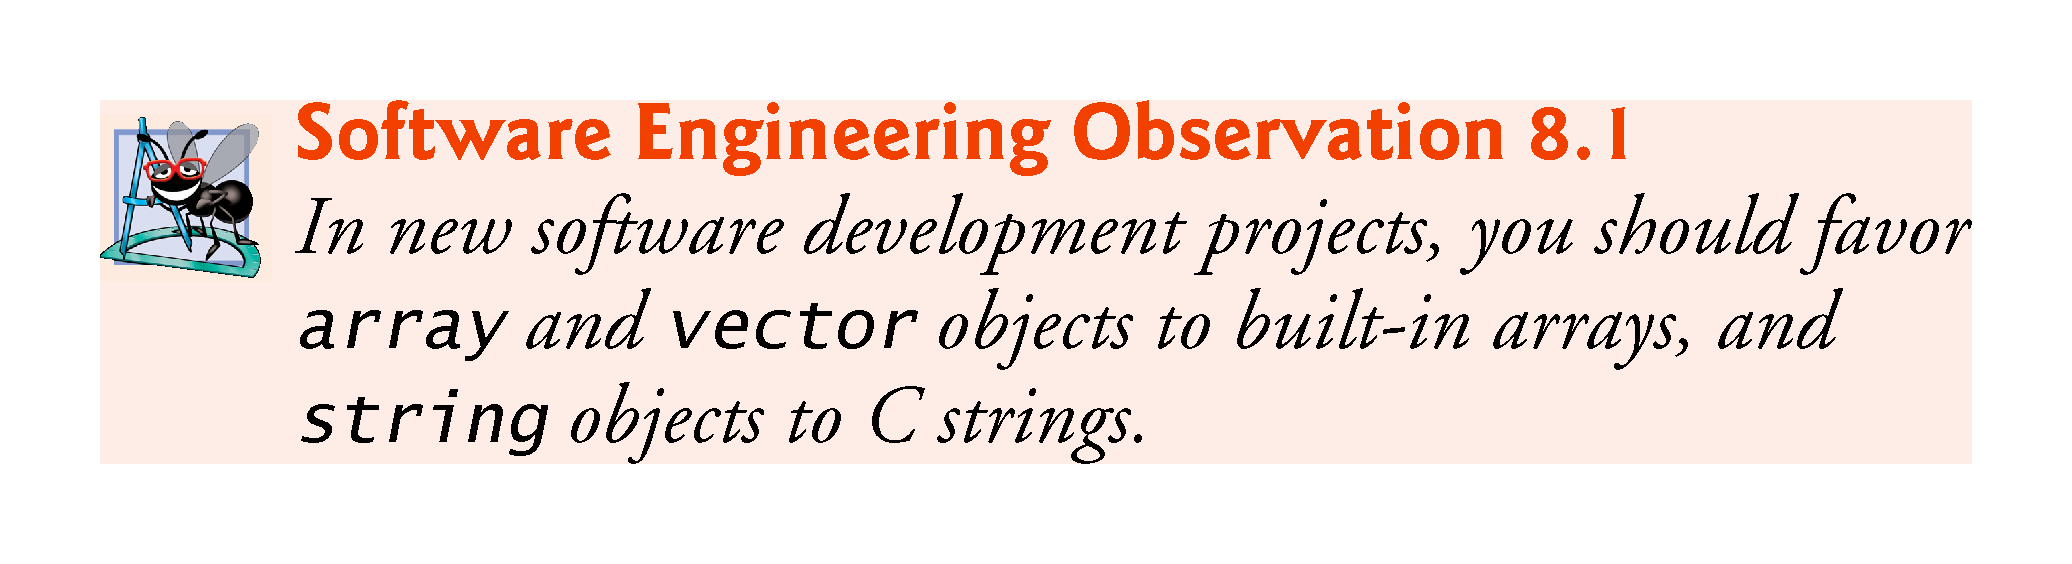 Software Engineering Observation 8.1
In new software development projects, you should favor
array and vector objects to built-in arrays, and
string objects to C strings.